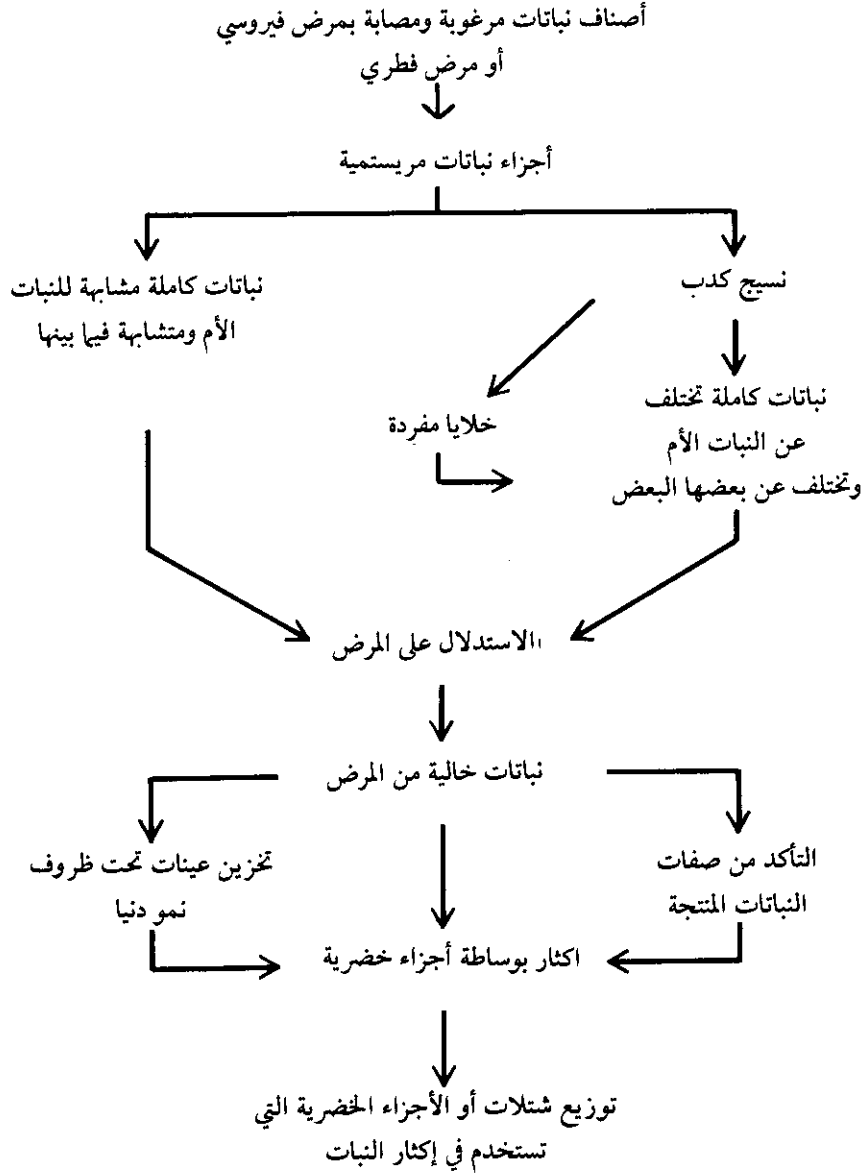 أصناف نباتات مرغوبة ومصابة بمرض فيروسي
أو مرض فطري
أجزاء نباتات مريستمية
نسيج كدب
نباتات كاملة مشابهة للنبات
الأم ومتشابهة فيما بينها
نباتات كاملة تختلف
عن النبات الأم
وتختلف عن بعضها البعض
خلايا مفردة
الاستدلال على المرض
نباتات خالية من المرض
التأكد من صفات
النباتات المنتجة
تخزين عينات تحت ظروف
نمو دنيا
اكثار بوساطة أجزاء خضرية
توزيع شتلات أو الأجزاء الخضرية التي
تستخدم في إكثار النبات